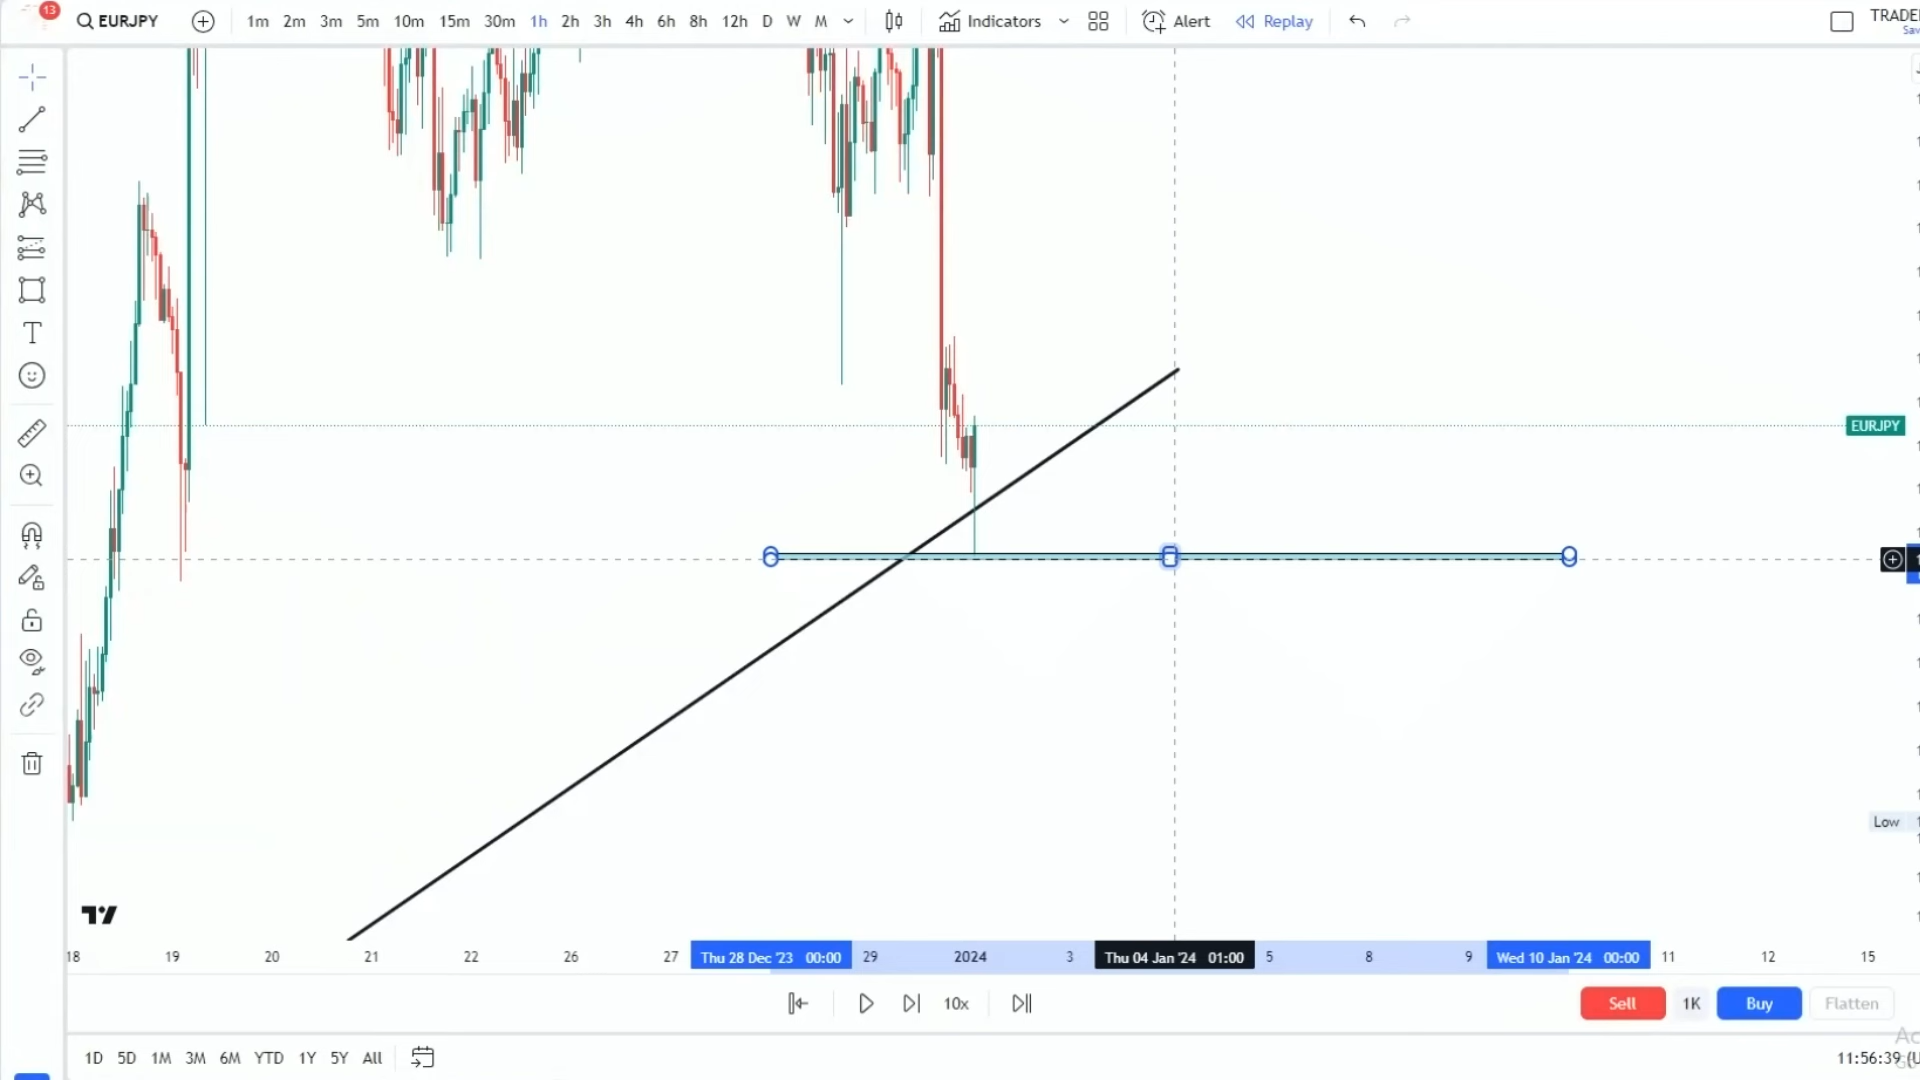 13
EURJPY
1m 2m 3m 5m 10m 15m 30m 1h 2h 3h 4h 6h 8h 12h D W M
Indicators
Alert
Replay
TRADE
Sav
EURJPY
Low
18 19 20 21 22 26 27 Thu 28 Dec '23 00:00 29 2024 3 Thu 04 Jan '24 01:00 5 8 9 Wed 10 Jan '24 00:00 11 12 15
10x
Sell 1K Buy Flatten
1D 5D 1M 3M 6M YTD 1Y 5Y All
11:56:39 (U